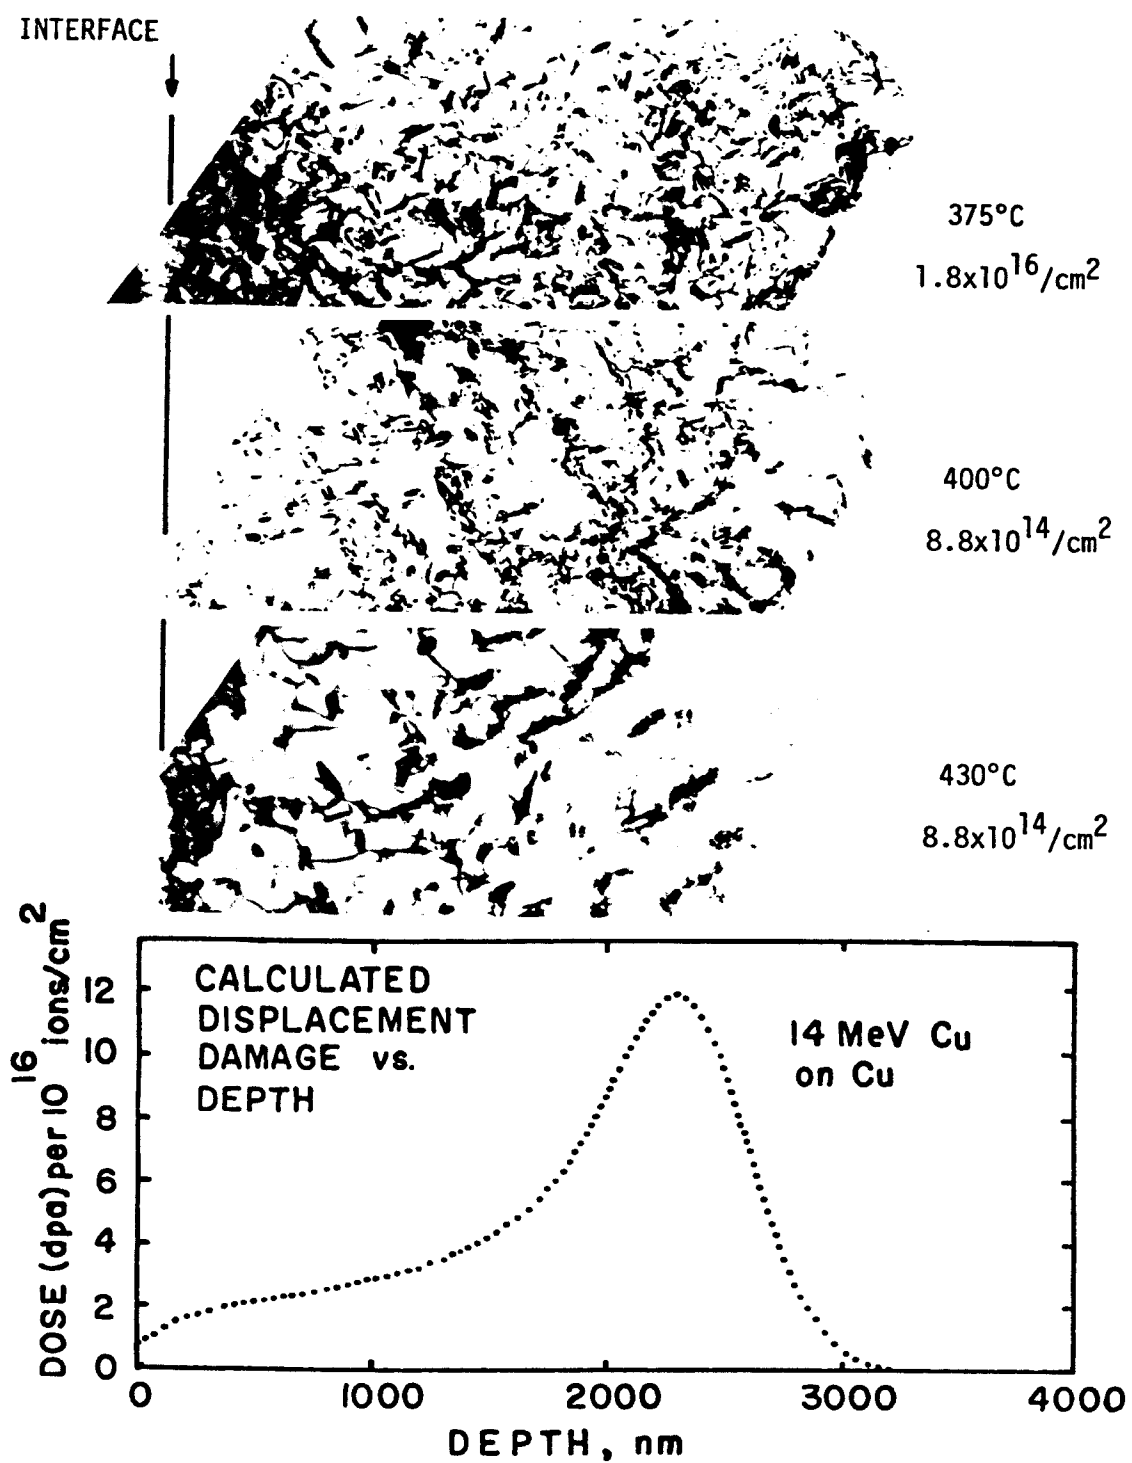 INTERFACE
375°C
1.8x10^16/cm^2
400°C
8.8x10^14/cm^2
430°C
8.8x10^14/cm^2
CALCULATED
DISPLACEMENT
DAMAGE vs.
DEPTH
14 MeV Cu
on Cu
DOSE (dpa) per 10^16 ions/cm^2
12
10
8
6
4
2
0
0 1000 2000 3000 4000
DEPTH, nm